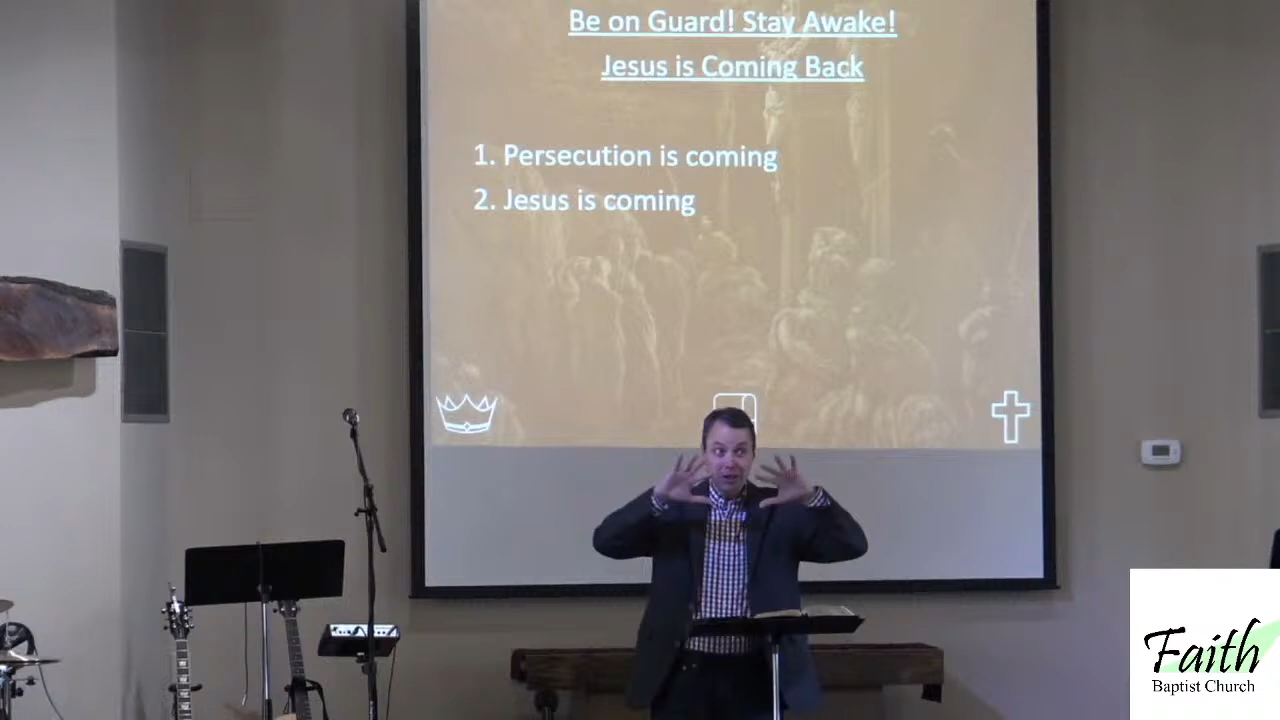 Be on Guard! Stay Awake!
Jesus is Coming Back
1. Persecution is coming
2. Jesus is coming
Faith
Baptist Church